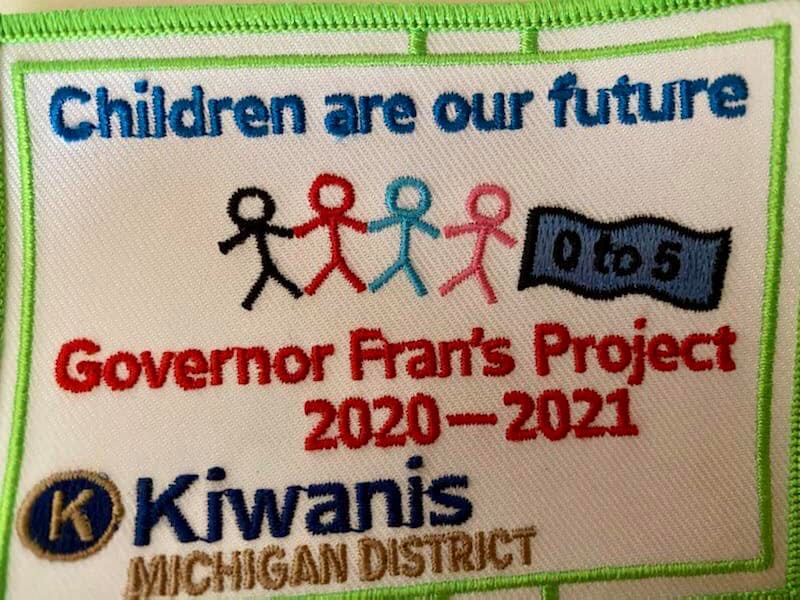 Children are our future
0 to 5
Governor Fran's Project
2020—2021
K Kiwanis
MICHIGAN DISTRICT